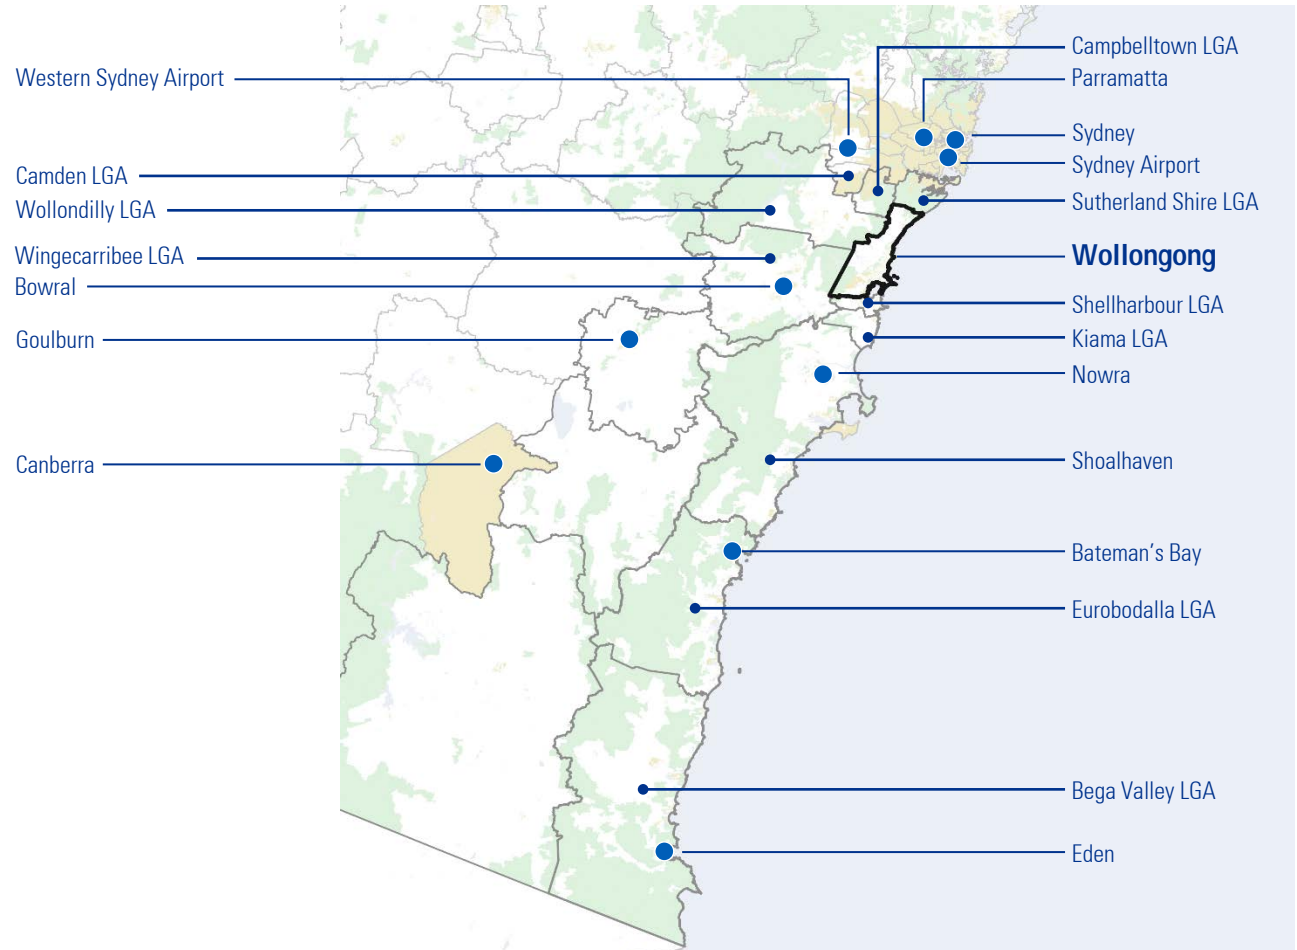 Western Sydney Airport
Camden LGA
Wollondilly LGA
Wingecarribee LGA
Bowral
Goulburn
Canberra
Campbelltown LGA
Parramatta
Sydney
Sydney Airport
Sutherland Shire LGA
Wollongong
Shellharbour LGA
Kiama LGA
Nowra
Shoalhaven
Bateman's Bay
Eurobodalla LGA
Bega Valley LGA
Eden